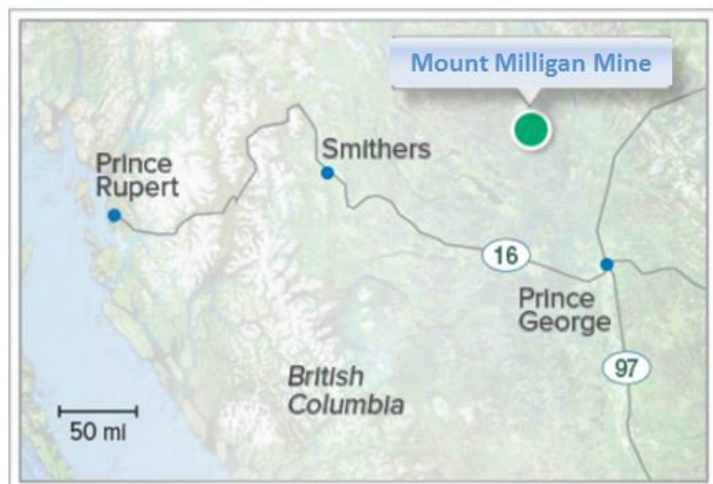 Mount Milligan Mine
Smithers
Prince
Rupert
16
Prince
George
97
British
Columbia
50 mi